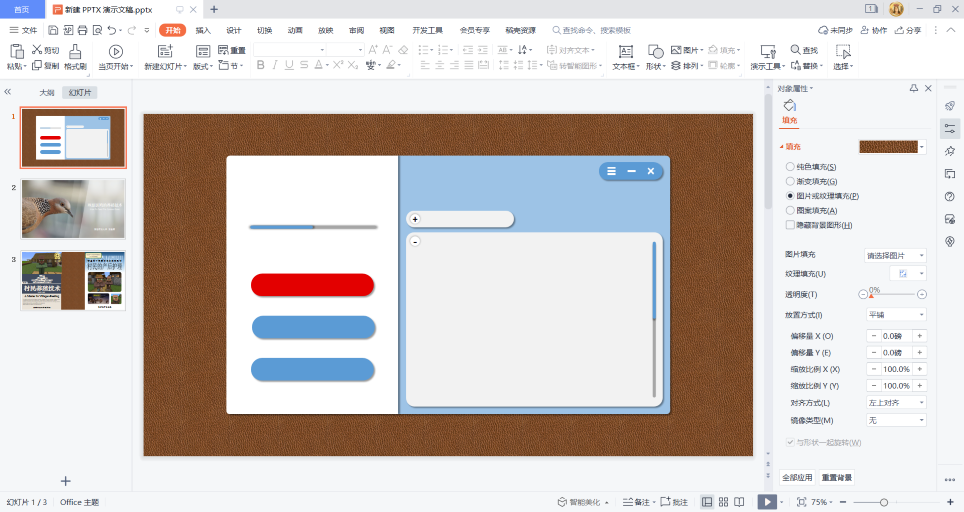 首页
新建 PPTX 演示文稿.pptx
文件
开始
插入
设计
切换
动画
放映
审阅
视图
开发工具
会员专享
稿壳资源
查找命令、搜索模板
未同步
协作
分享
粘贴
剪切
复制
格式刷
当页开始
新建幻灯片
版式
重置
节
B I U S A X² X₂
对齐文本
转智能图形
文本框
形状
图片
排列
填充
轮廓
演示工具
查找
替换
选择
大纲
幻灯片
1
2
3
+
-
村民繁殖技术
对象属性
填充
填充
纯色填充(S)
渐变填充(G)
图片或纹理填充(P)
图案填充(A)
隐藏背景图形(H)
图片填充
请选择图片
纹理填充(U)
透明度(T)
0%
放置方式(I)
平铺
偏移量 X (O)
0.0磅
偏移量 Y (E)
0.0磅
缩放比例 X (X)
100.0%
缩放比例 Y (Y)
100.0%
对齐方式(L)
左上对齐
镜像类型(M)
无
与形状一起旋转(W)
全部应用
重置背景
幻灯片 1 / 3
Office 主题
智能美化
备注
批注
75%